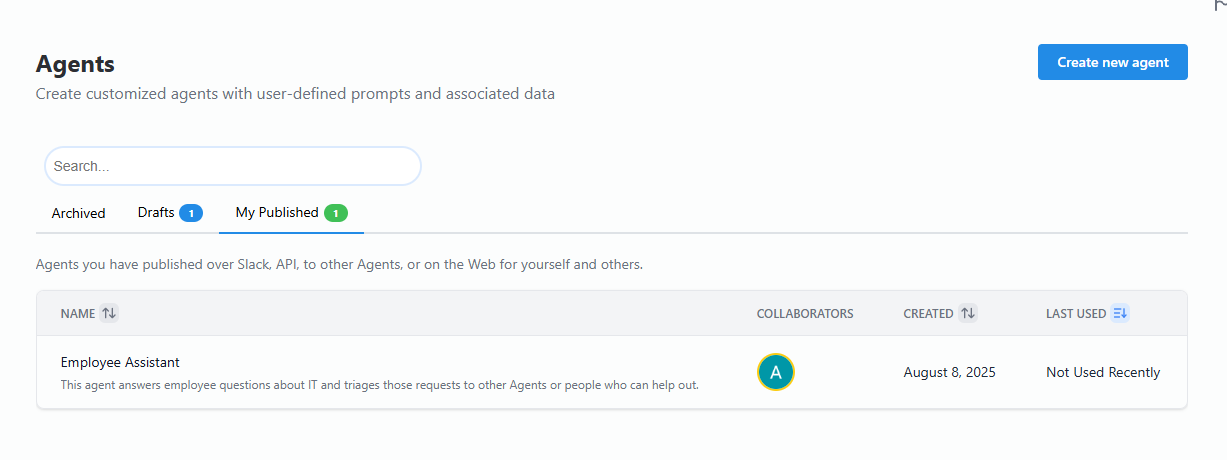 Agents
Create new agent
Create customized agents with user-defined prompts and associated data
Search...
Archived Drafts 1 My Published 1
Agents you have published over Slack, API, to other Agents, or on the Web for yourself and others.
NAME COLLABORATORS CREATED LAST USED
Employee Assistant
This agent answers employee questions about IT and triages those requests to other Agents or people who can help out.
A August 8, 2025 Not Used Recently